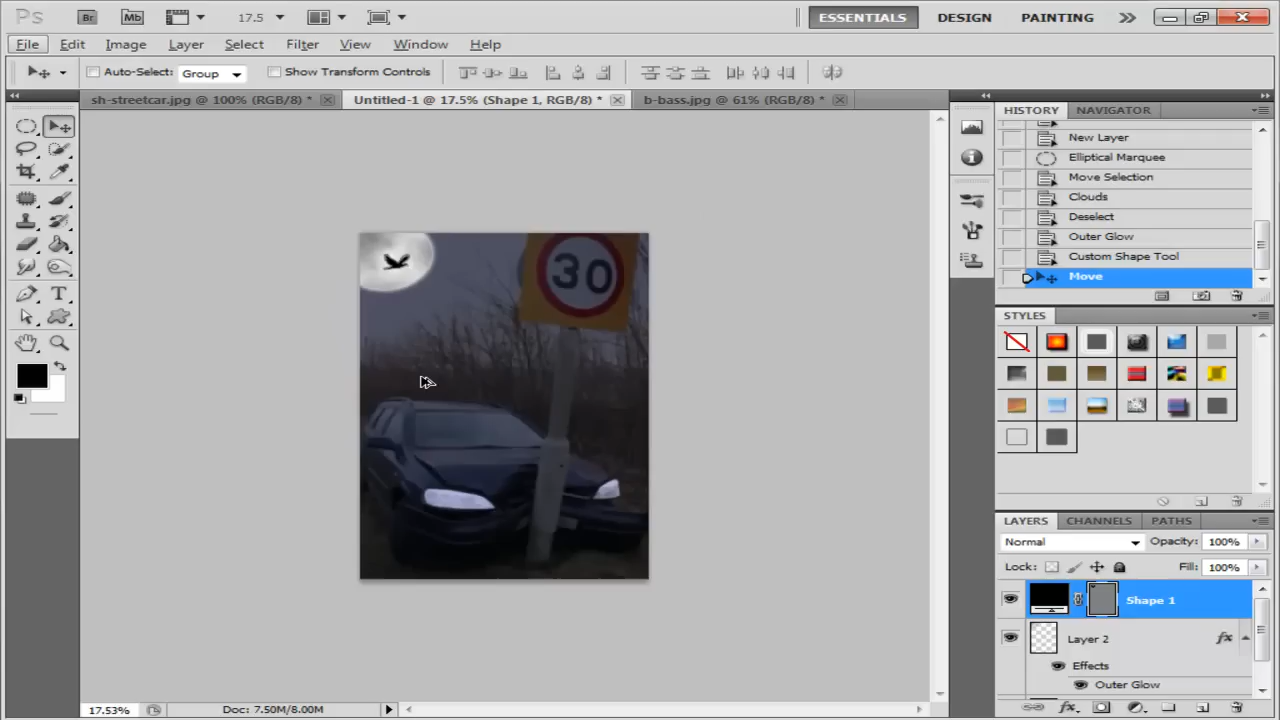 Ps Br Mb 17.5 ESSENTIALS DESIGN PAINTING
File Edit Image Layer Select Filter View Window Help
Auto-Select: Group Show Transform Controls
sh-streetcar.jpg @ 100% (RGB/8) * Untitled-1 @ 17.5% (Shape 1, RGB/8) * b-bass.jpg @ 61% (RGB/8) *
HISTORY NAVIGATOR
New Layer
Elliptical Marquee
Move Selection
Clouds
Deselect
Outer Glow
Custom Shape Tool
Move
30
STYLES
LAYERS CHANNELS PATHS
Normal Opacity: 100%
Lock: Fill: 100%
Shape 1
Layer 2 fx
Effects
Outer Glow
17.53% Doc: 7.50M/8.00M
fx